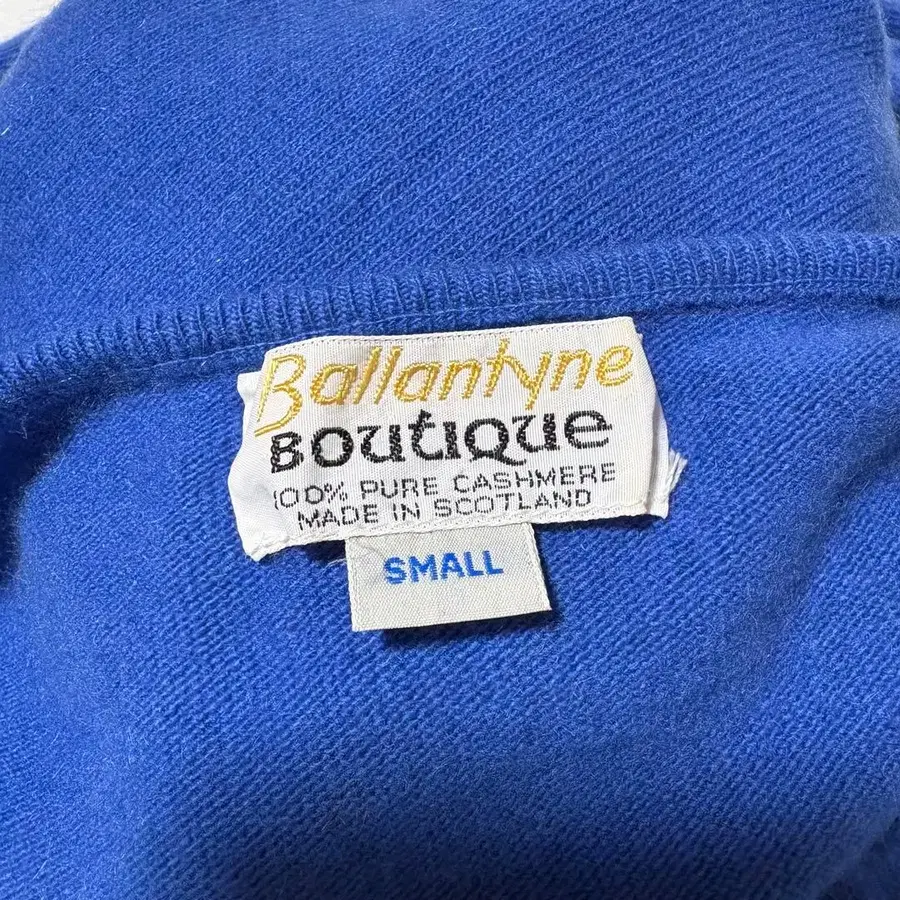 Ballantyne
BOUTIQUE
100% PURE CASHMERE
MADE IN SCOTLAND
SMALL